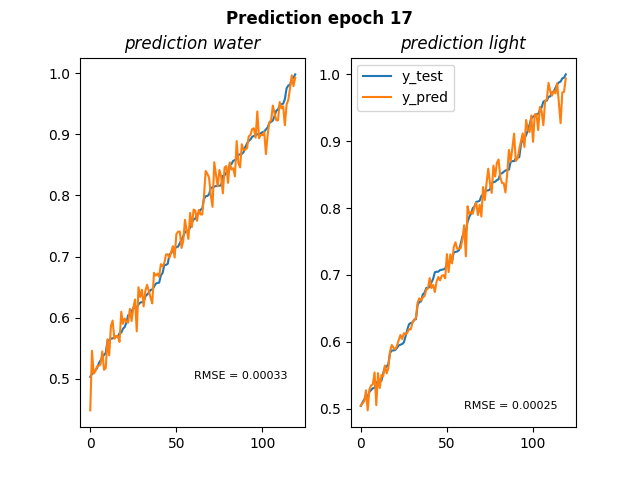 Prediction epoch 17
prediction water
1.0
0.9
0.8
0.7
0.6
0.5
RMSE = 0.00033
0
50
100
prediction light
y_test
y_pred
1.0
0.9
0.8
0.7
0.6
0.5
RMSE = 0.00025
0
50
100